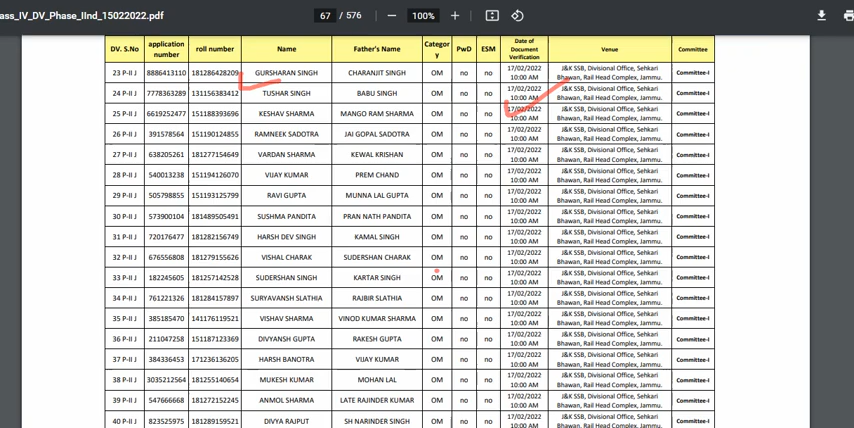 ass_IV_DV_Phase_IInd_15022022.pdf 67 / 576 — 100% +
DV. S.No application number roll number Name Father's Name Category PwD ESM Date of Document Verification Venue Committee
23 P-II J 8886413110 181286428209 GURSHARAN SINGH CHARANJIT SINGH OM no no 17/02/2022 10:00 AM J&K SSB, Divisional Office, Sehkari Bhawan, Rail Head Complex, Jammu. Committee-I
24 P-II J 7778363289 131156383412 TUSHAR SINGH BABU SINGH OM no no 17/02/2022 10:00 AM J&K SSB, Divisional Office, Sehkari Bhawan, Rail Head Complex, Jammu. Committee-I
25 P-II J 6619252477 151188393696 KESHAV SHARMA MANGO RAM SHARMA OM no no 17/02/2022 10:00 AM J&K SSB, Divisional Office, Sehkari Bhawan, Rail Head Complex, Jammu. Committee-I
26 P-II J 391578564 151190124855 RAMNEEK SADOTRA JAI GOPAL SADOTRA OM no no 17/02/2022 10:00 AM J&K SSB, Divisional Office, Sehkari Bhawan, Rail Head Complex, Jammu. Committee-I
27 P-II J 638205261 181277154649 VARDAN SHARMA KEWAL KRISHAN OM no no 17/02/2022 10:00 AM J&K SSB, Divisional Office, Sehkari Bhawan, Rail Head Complex, Jammu. Committee-I
28 P-II J 540013238 151194126070 VIJAY KUMAR PREM CHAND OM no no 17/02/2022 10:00 AM J&K SSB, Divisional Office, Sehkari Bhawan, Rail Head Complex, Jammu. Committee-I
29 P-II J 505798855 151193125799 RAVI GUPTA MUNNA LAL GUPTA OM no no 17/02/2022 10:00 AM J&K SSB, Divisional Office, Sehkari Bhawan, Rail Head Complex, Jammu. Committee-I
30 P-II J 573900104 181489505491 SUSHMA PANDITA PRAN NATH PANDITA OM no no 17/02/2022 10:00 AM J&K SSB, Divisional Office, Sehkari Bhawan, Rail Head Complex, Jammu. Committee-I
31 P-II J 720176477 181282156749 HARSH DEV SINGH KAMAL SINGH OM no no 17/02/2022 10:00 AM J&K SSB, Divisional Office, Sehkari Bhawan, Rail Head Complex, Jammu. Committee-I
32 P-II J 676556808 181279155626 VISHAL CHARAK SUDERSHAN CHARAK OM no no 17/02/2022 10:00 AM J&K SSB, Divisional Office, Sehkari Bhawan, Rail Head Complex, Jammu. Committee-I
33 P-II J 182245605 181257142528 SUDERSHAN SINGH KARTAR SINGH OM no no 17/02/2022 10:00 AM J&K SSB, Divisional Office, Sehkari Bhawan, Rail Head Complex, Jammu. Committee-I
34 P-II J 761221326 181284157897 SURYAVANSH SLATHIA RAJBIR SLATHIA OM no no 17/02/2022 10:00 AM J&K SSB, Divisional Office, Sehkari Bhawan, Rail Head Complex, Jammu. Committee-I
35 P-II J 385185470 141176119521 VISHAV SHARMA VINOD KUMAR SHARMA OM no no 17/02/2022 10:00 AM J&K SSB, Divisional Office, Sehkari Bhawan, Rail Head Complex, Jammu. Committee-I
36 P-II J 211047258 151187123369 DIVYANSH GUPTA RAKESH GUPTA OM no no 17/02/2022 10:00 AM J&K SSB, Divisional Office, Sehkari Bhawan, Rail Head Complex, Jammu. Committee-I
37 P-II J 384336453 171236136205 HARSH BANOTRA VIJAY KUMAR OM no no 17/02/2022 10:00 AM J&K SSB, Divisional Office, Sehkari Bhawan, Rail Head Complex, Jammu. Committee-I
38 P-II J 3035212564 181255140654 MUKESH KUMAR MOHAN LAL OM no no 17/02/2022 10:00 AM J&K SSB, Divisional Office, Sehkari Bhawan, Rail Head Complex, Jammu. Committee-I
39 P-II J 547666668 181272152245 ANMOL SHARMA LATE RAJINDER KUMAR OM no no 17/02/2022 10:00 AM J&K SSB, Divisional Office, Sehkari Bhawan, Rail Head Complex, Jammu. Committee-I
40 P-II J 823525975 181289159521 DIVYA RAJPUT SH NARINDER SINGH OM no no 17/02/2022 10:00 AM J&K SSB, Divisional Office, Sehkari Bhawan, Rail Head Complex, Jammu. Committee-I